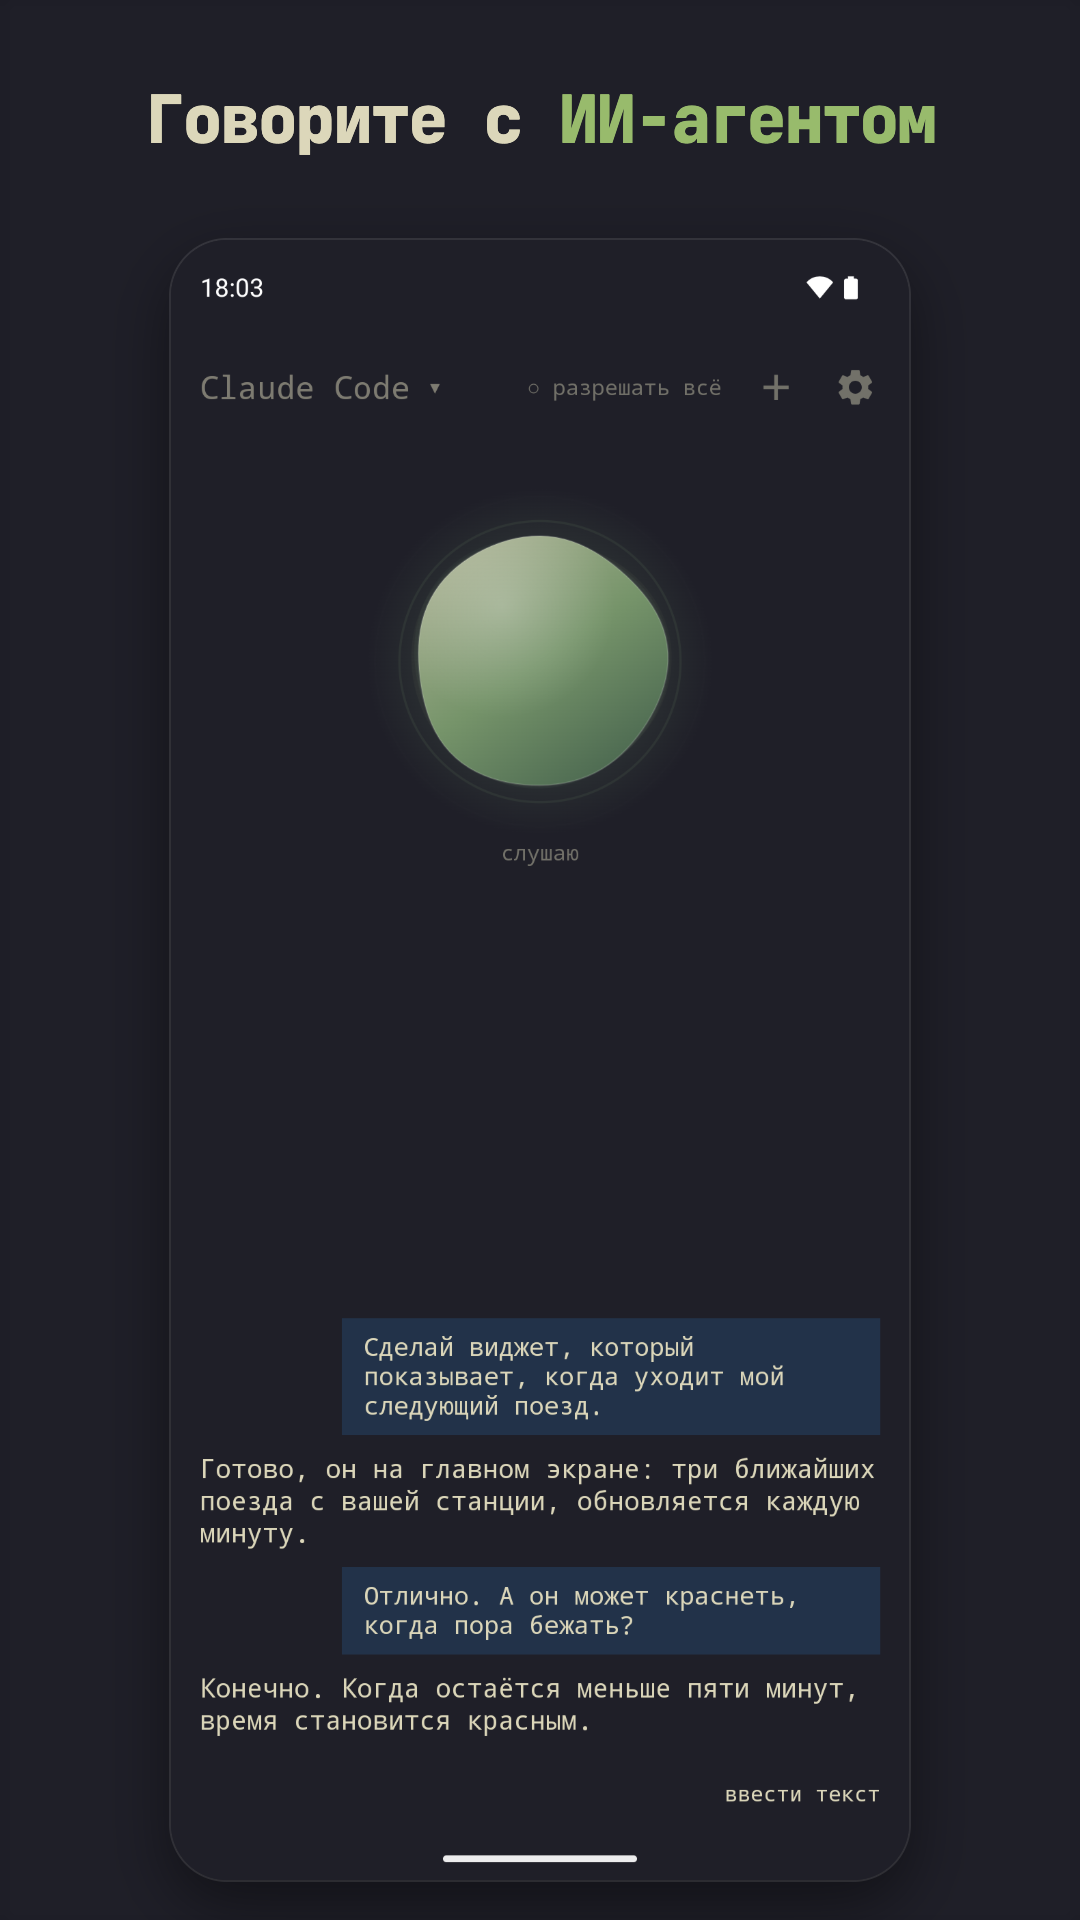 Говорите с ИИ-агентом
18:03
Claude Code ▾
○ разрешать всё
слушаю
Сделай виджет, который
показывает, когда уходит мой
следующий поезд.
Готово, он на главном экране: три ближайших
поезда с вашей станции, обновляется каждую
минуту.
Отлично. А он может краснеть,
когда пора бежать?
Конечно. Когда остаётся меньше пяти минут,
время становится красным.
ввести текст